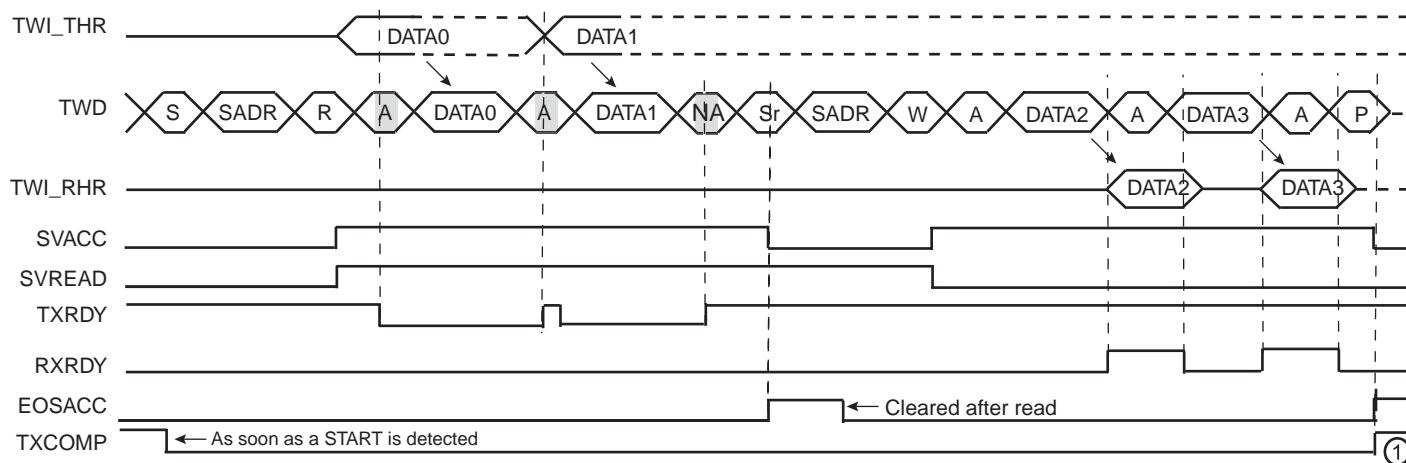 TWI_THR DATA0 DATA1
TWD S SADR R A DATA0 A DATA1 NA Sr SADR W A DATA2 A DATA3 A P
TWI_RHR DATA2 DATA3
SVACC
SVREAD
TXRDY
RXRDY
EOSACC Cleared after read
TXCOMP As soon as a START is detected 1